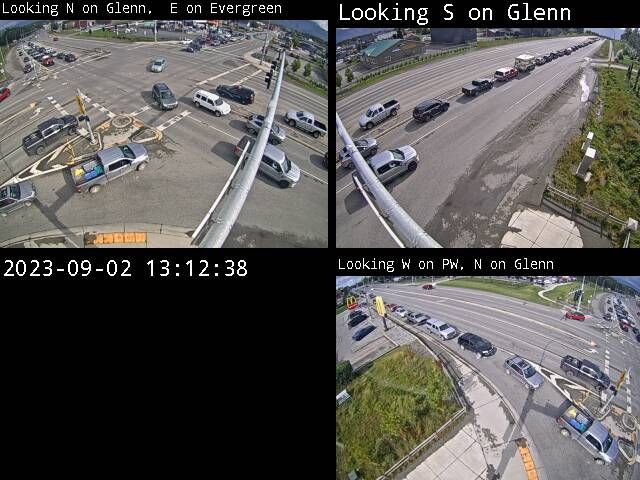 Looking N on Glenn, E on Evergreen
Looking S on Glenn
2023-09-02 13:12:38
Looking W on PW, N on Glenn